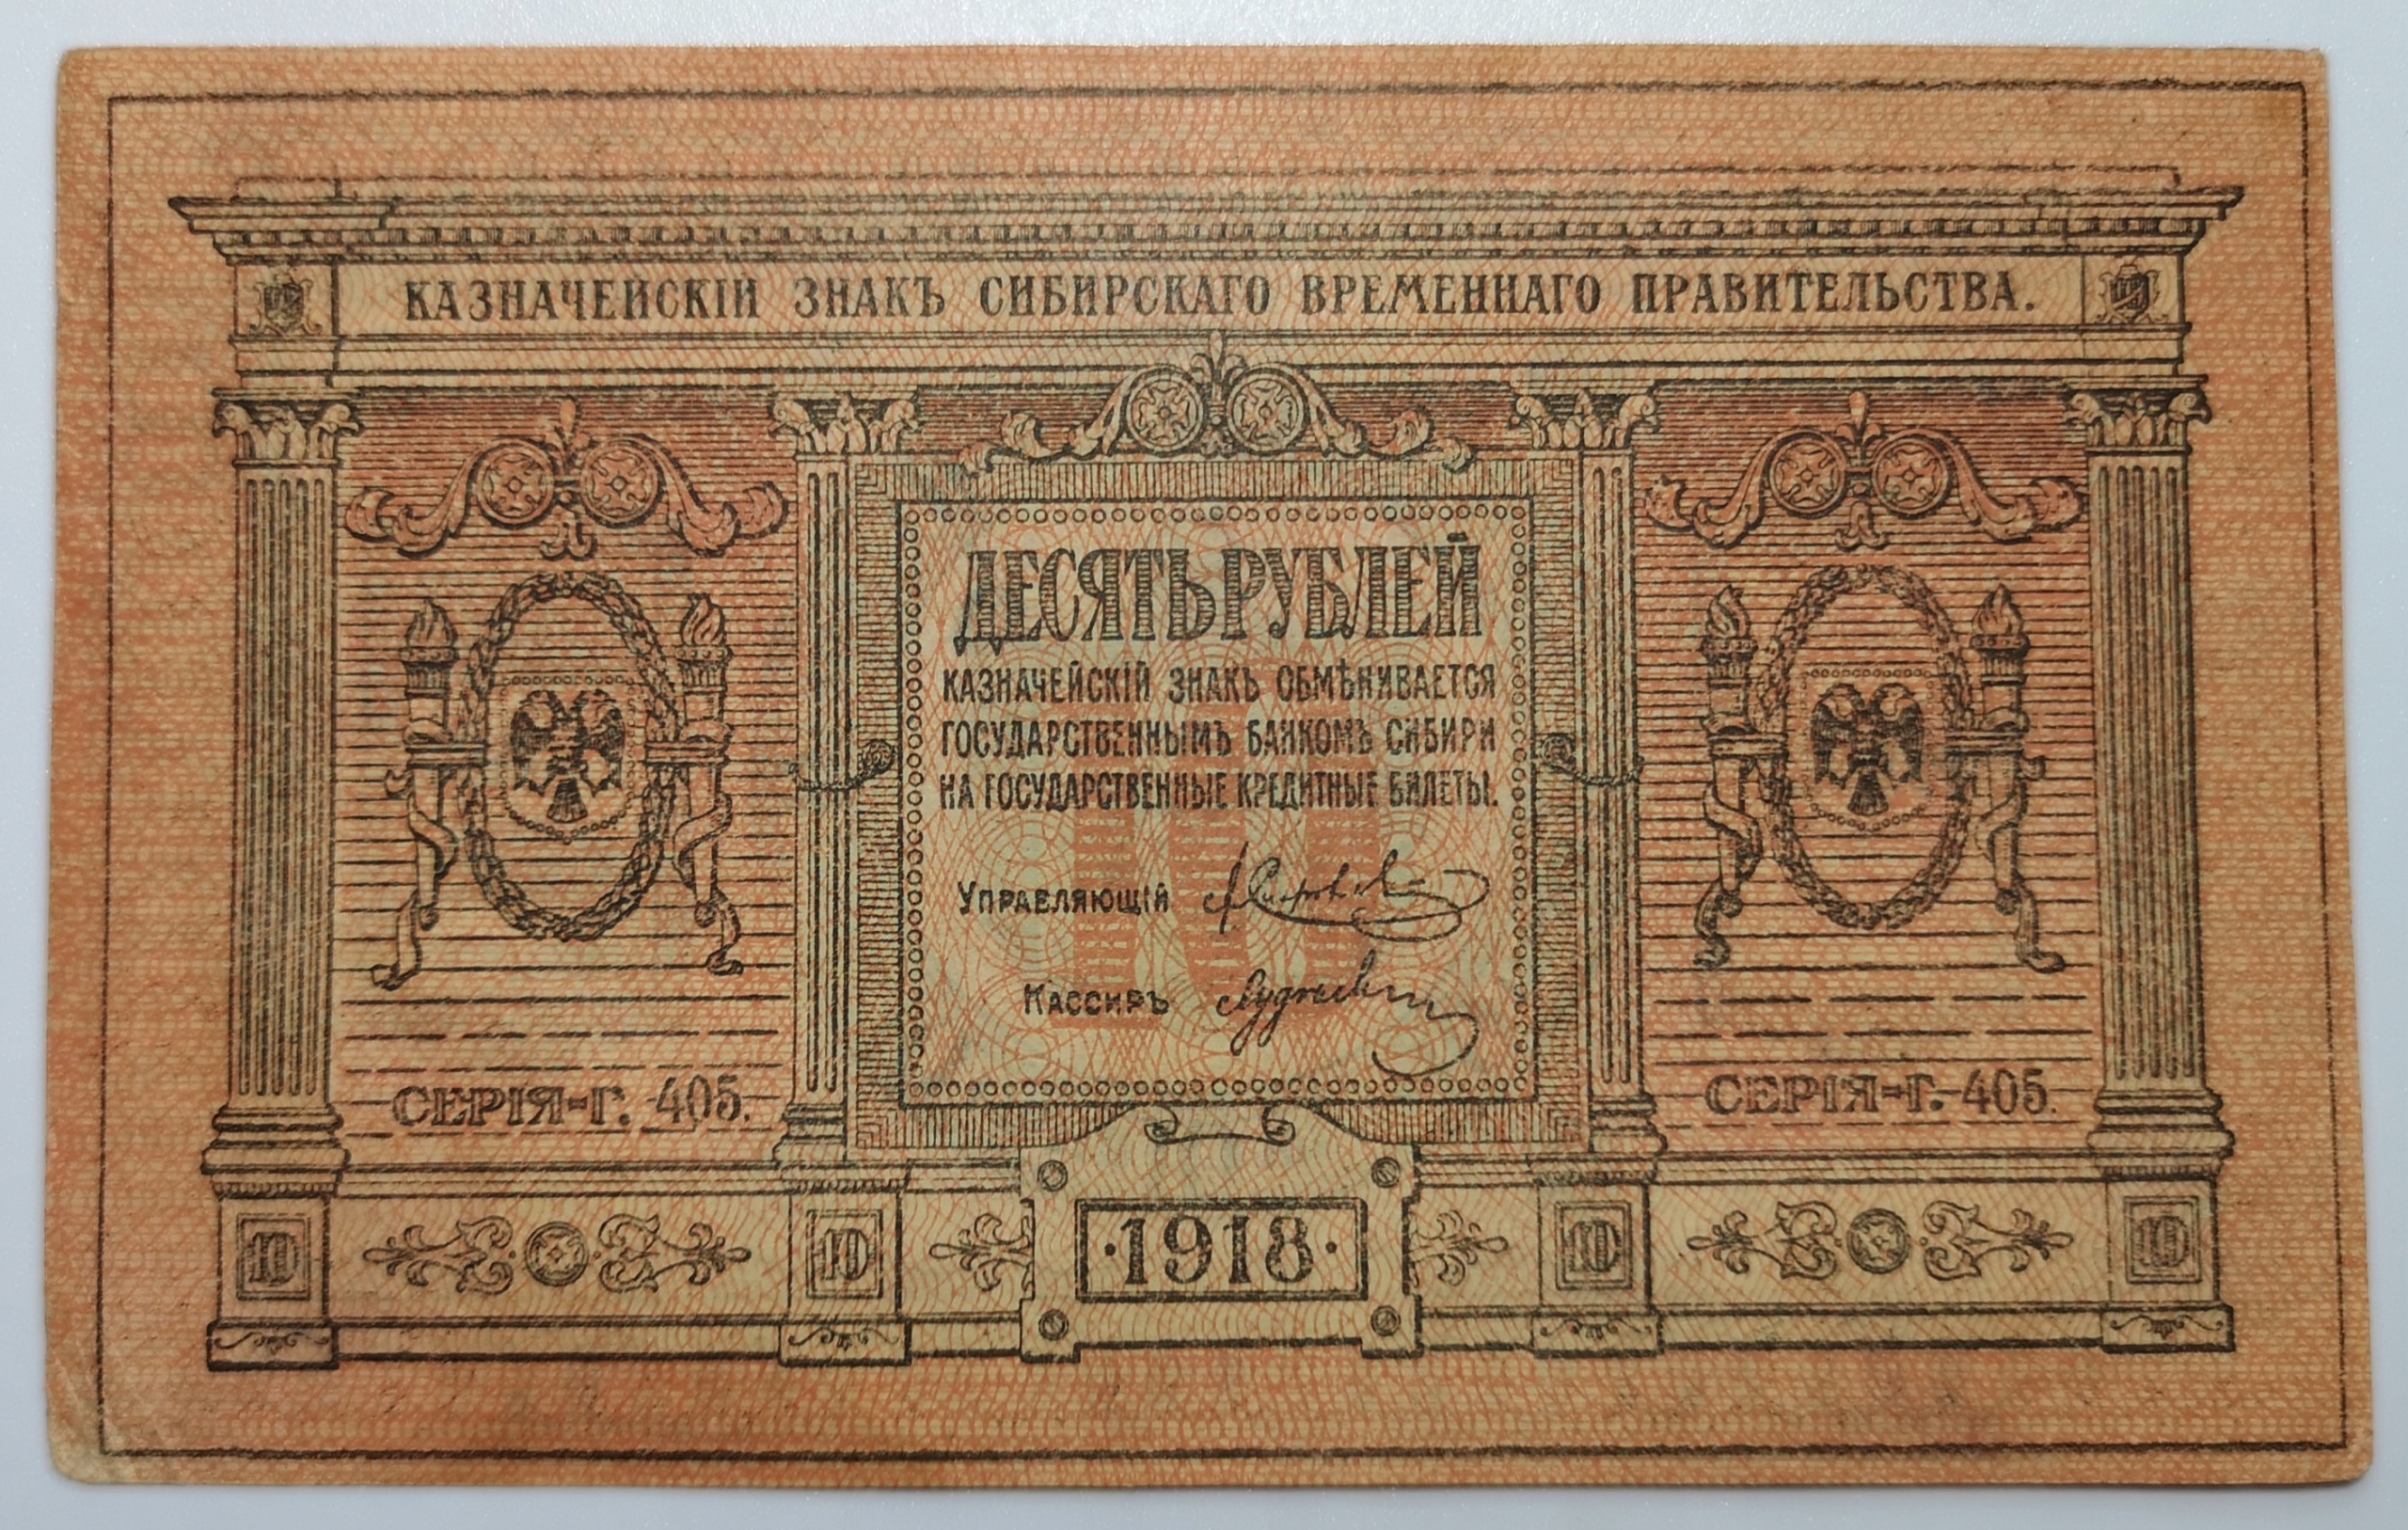 КАЗНАЧЕЙСКІЙ ЗНАКЪ СИБИРСКАГО ВРЕМЕННАГО ПРАВИТЕЛЬСТВА.
ДЕСЯТЬ РУБЛЕЙ
КАЗНАЧЕЙСКІЙ ЗНАКЪ ОБМѢНИВАЕТСЯ
ГОСУДАРСТВЕННЫМЪ БАНКОМЪ СИБИРИ
НА ГОСУДАРСТВЕННЫЕ КРЕДИТНЫЕ БИЛЕТЫ.
10
УПРАВЛЯЮЩІЙ
КАССИРЪ
СЕРІЯ-Г. 405.
СЕРІЯ-Г. 405.
10
10
·1918·
10
10